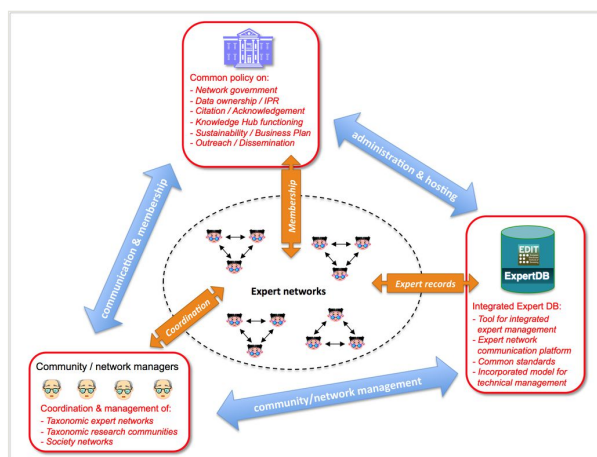 Common policy on:
- Network government
- Data ownership / IPR
- Citation / Acknowledgement
- Knowledge Hub functioning
- Sustainability / Business Plan
- Outreach / Dissemination
communication & membership
administration & hosting
Membership
Expert networks
Coordination
Expert records
EDIT
ExpertDB
Integrated Expert DB:
- Tool for integrated
expert management
- Expert network
communication platform
- Common standards
- Incorporated model for
technical management
Community / network managers
Coordination & management of:
- Taxonomic expert networks
- Taxonomic research communities
- Society networks
community/network management